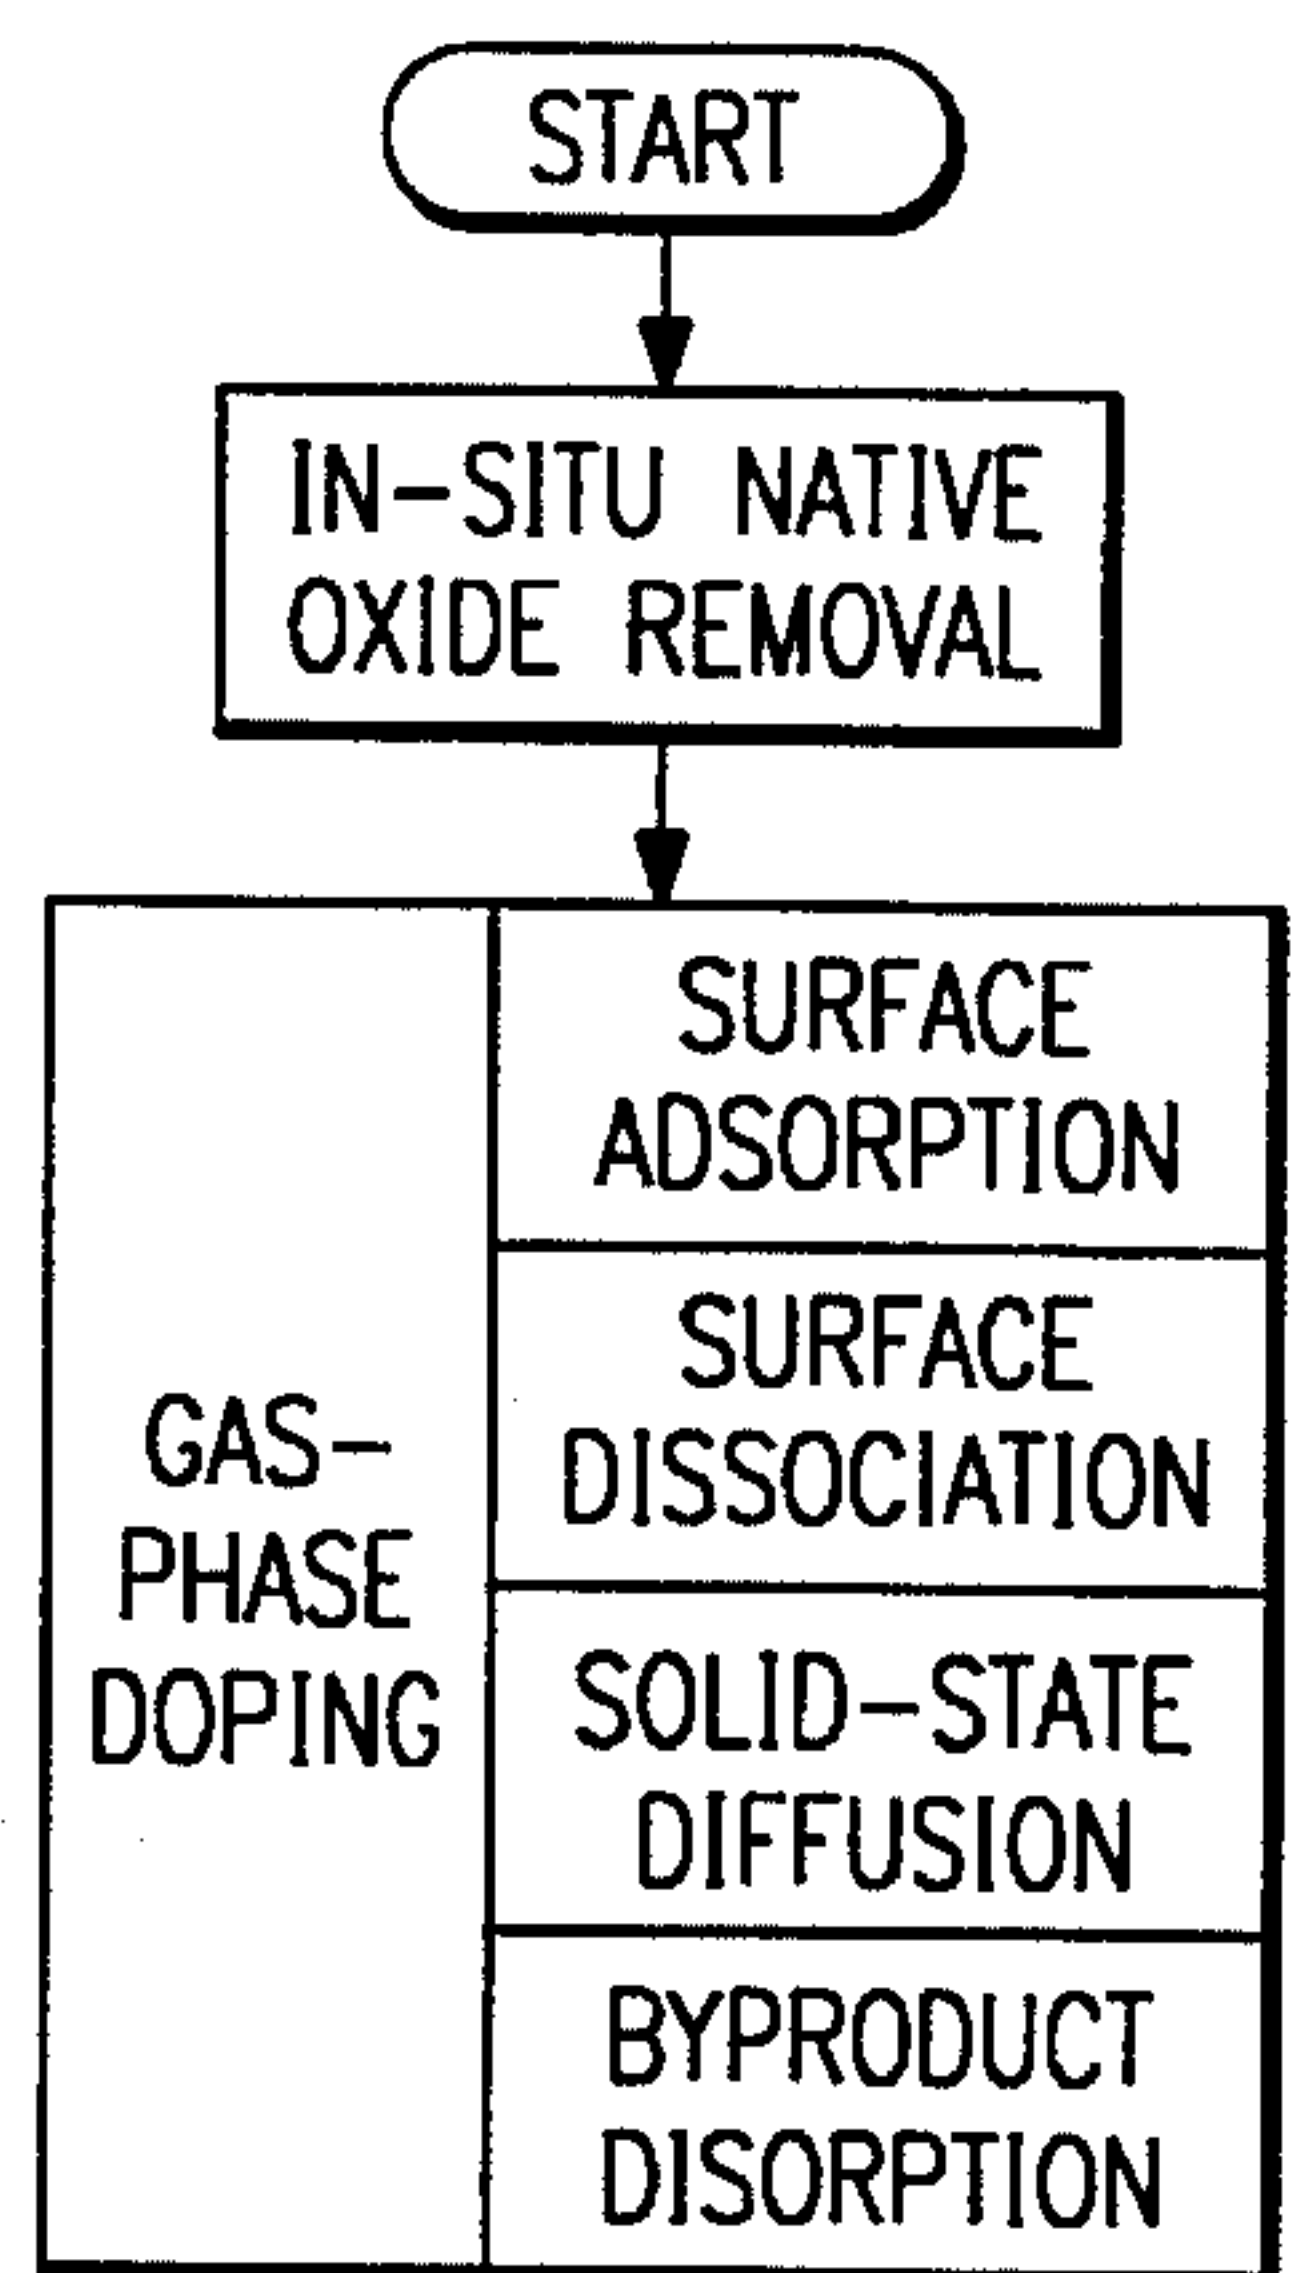 START
IN-SITU NATIVE
OXIDE REMOVAL
GAS-
PHASE
DOPING
SURFACE
ADSORPTION
SURFACE
DISSOCIATION
SOLID-STATE
DIFFUSION
BYPRODUCT
DISORPTION